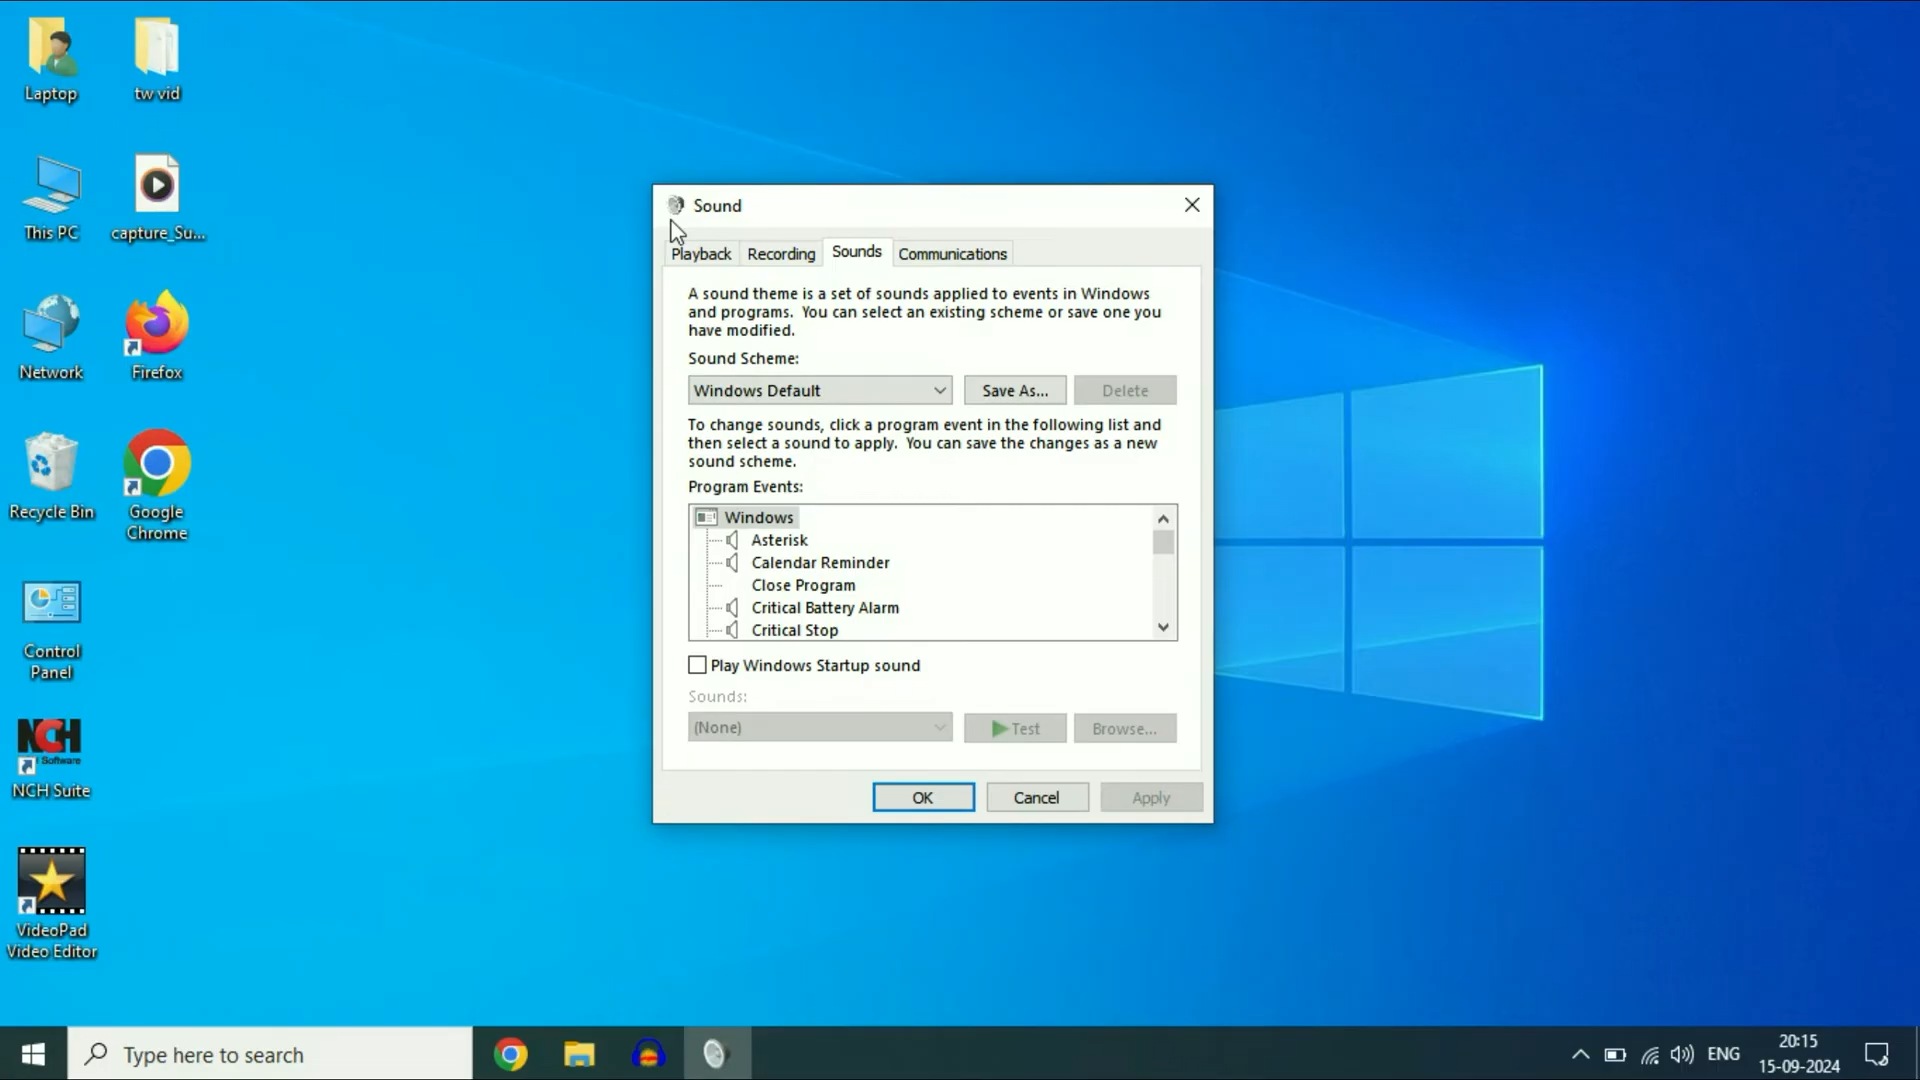 Laptop
tw vid
This PC
capture_Su...
Network
Firefox
Recycle Bin
Google
Chrome
Control
Panel
NCH
Software
NCH Suite
VideoPad
Video Editor
Sound
Playback
Recording
Sounds
Communications
A sound theme is a set of sounds applied to events in Windows
and programs. You can select an existing scheme or save one you
have modified.
Sound Scheme:
Windows Default
Save As...
Delete
To change sounds, click a program event in the following list and
then select a sound to apply. You can save the changes as a new
sound scheme.
Program Events:
Windows
Asterisk
Calendar Reminder
Close Program
Critical Battery Alarm
Critical Stop
Play Windows Startup sound
Sounds:
(None)
Test
Browse...
OK
Cancel
Apply
Type here to search
ENG
20:15
15-09-2024